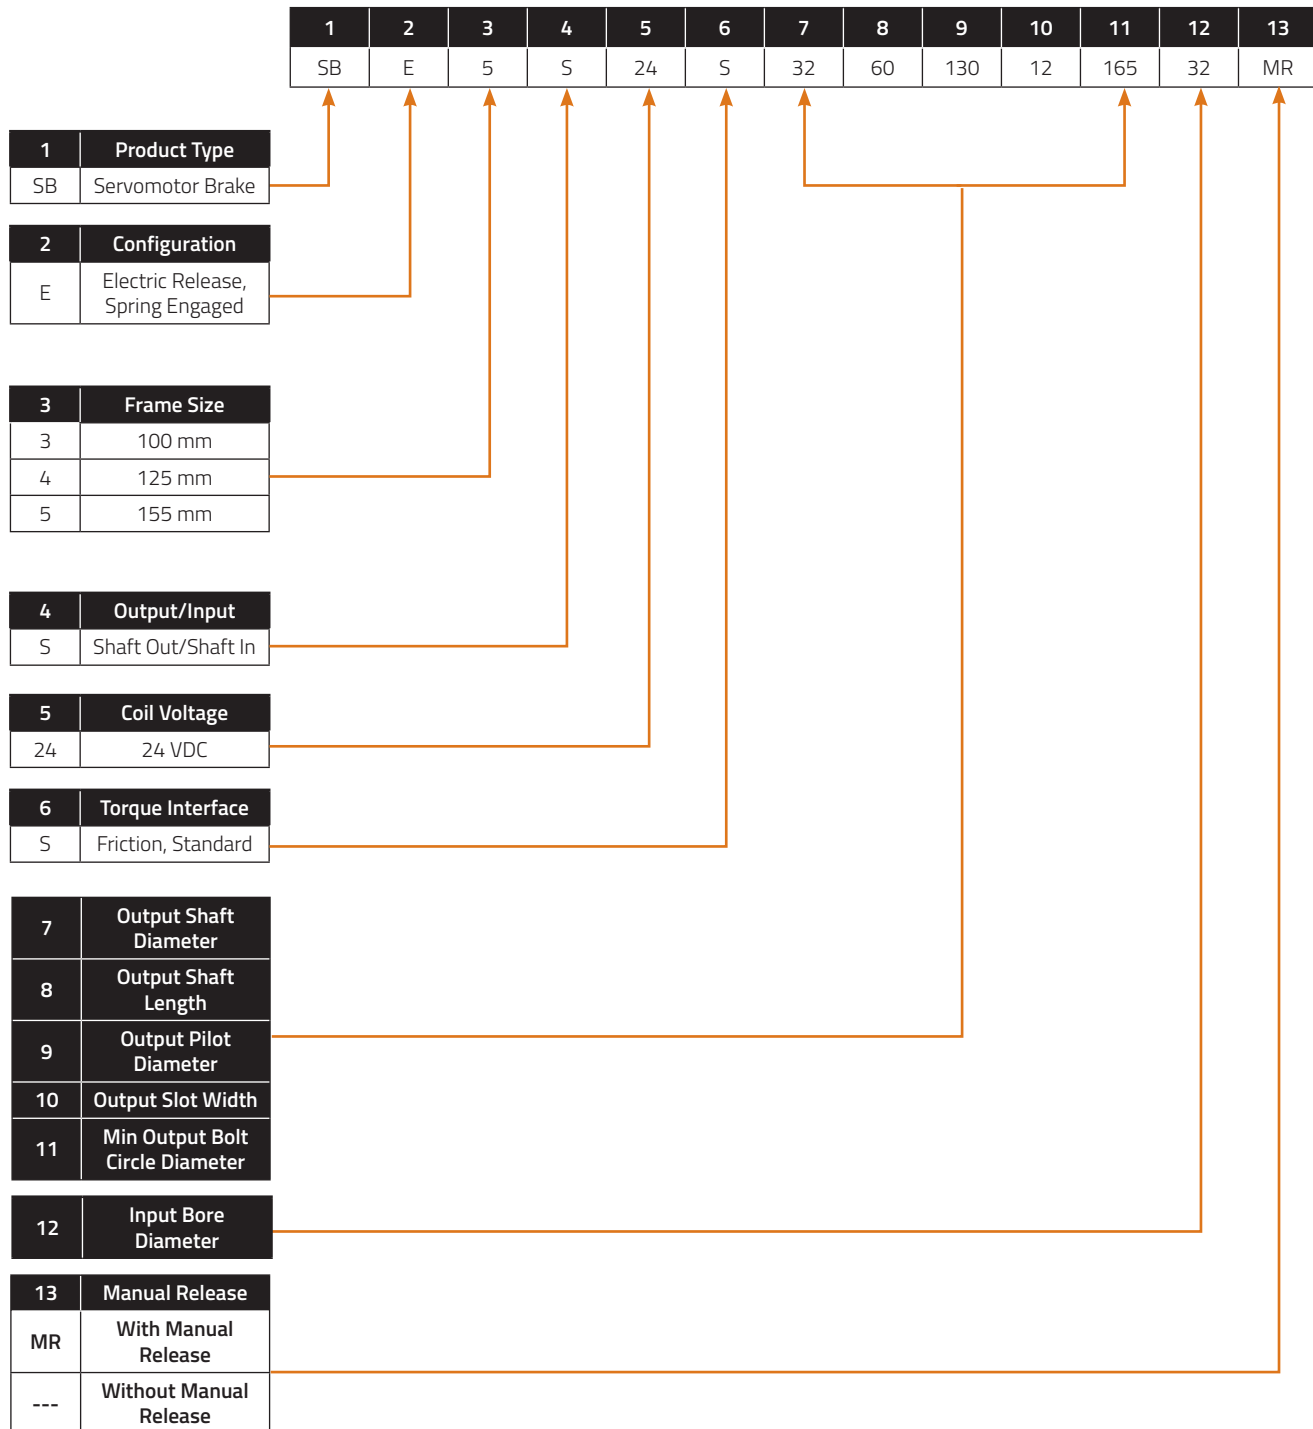 1 2 3 4 5 6 7 8 9 10 11 12 13
SB E 5 S 24 S 32 60 130 12 165 32 MR
1 Product Type
SB Servomotor Brake
2 Configuration
E Electric Release,
Spring Engaged
3 Frame Size
3 100 mm
4 125 mm
5 155 mm
4 Output/Input
S Shaft Out/Shaft In
5 Coil Voltage
24 24 VDC
6 Torque Interface
S Friction, Standard
7 Output Shaft
Diameter
8 Output Shaft
Length
9 Output Pilot
Diameter
10 Output Slot Width
11 Min Output Bolt
Circle Diameter
12 Input Bore
Diameter
13 Manual Release
MR With Manual
Release
--- Without Manual
Release